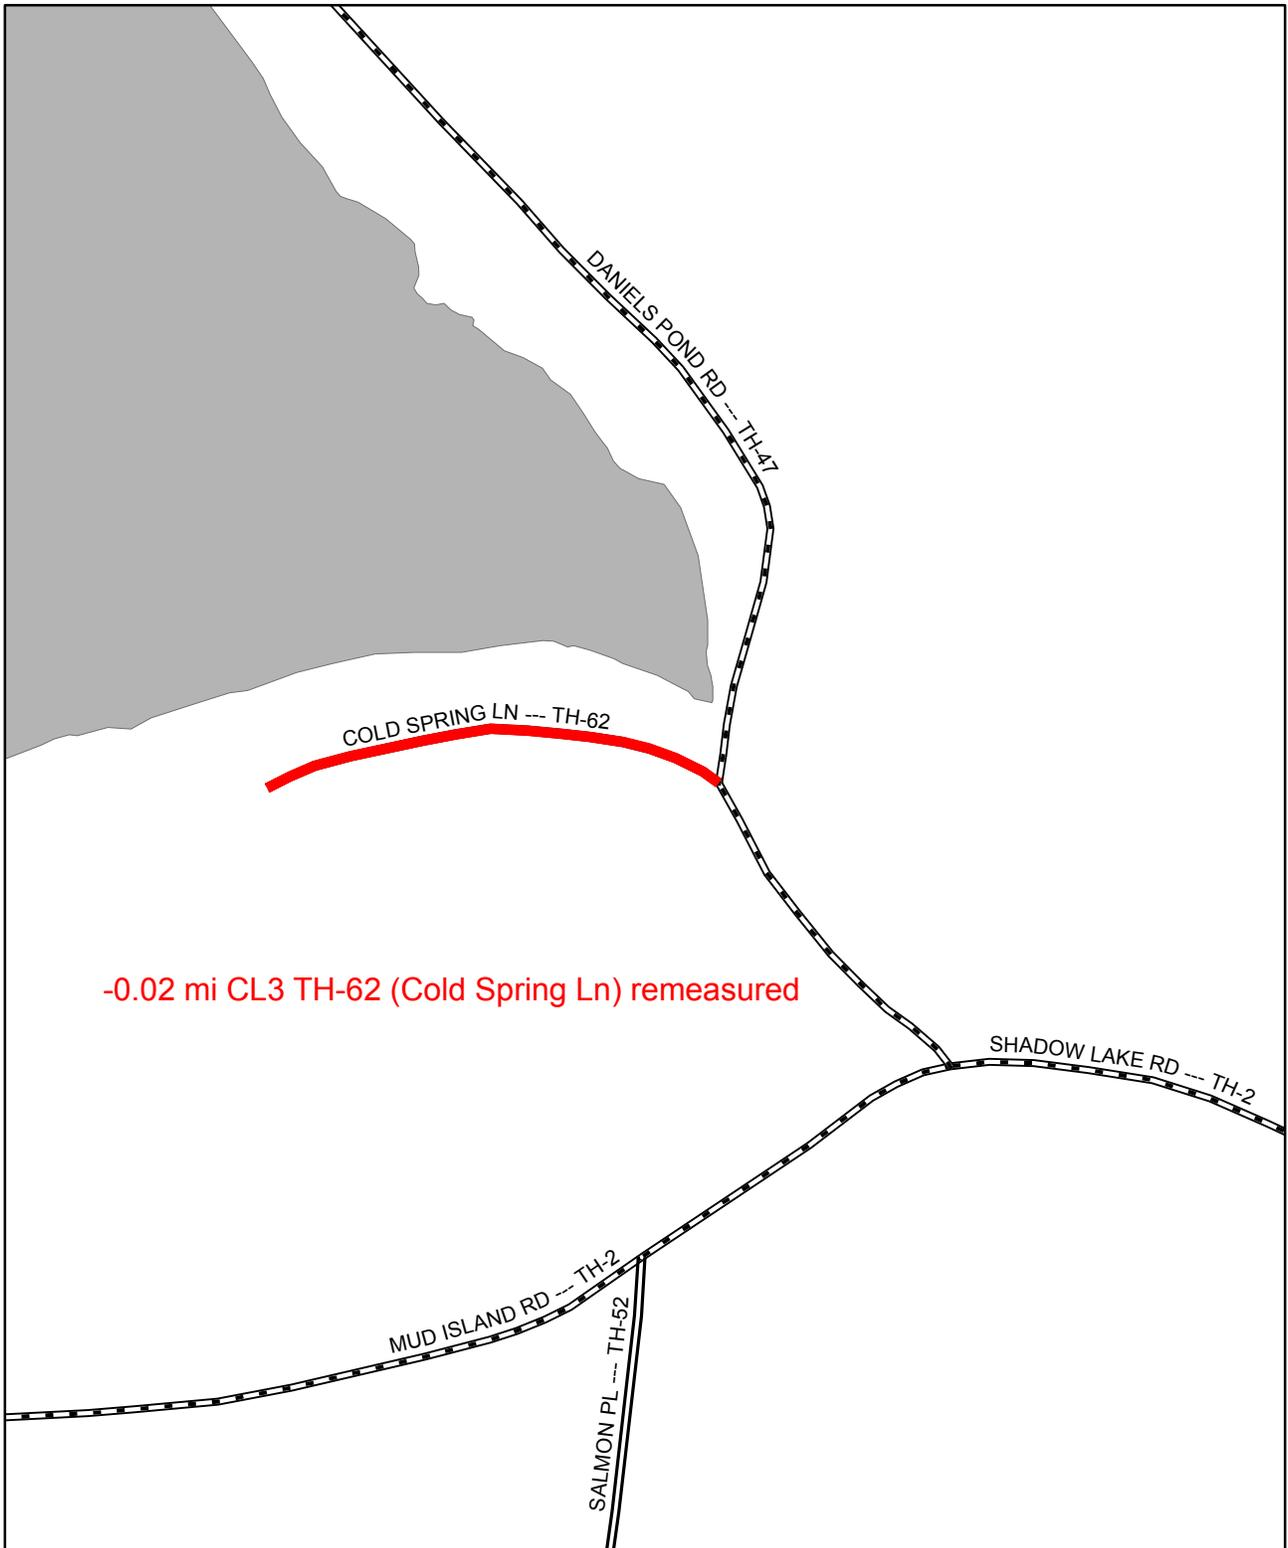 DANIELS POND RD --- TH-47
COLD SPRING LN --- TH-62
-0.02 mi CL3 TH-62 (Cold Spring Ln) remeasured
SHADOW LAKE RD --- TH-2
MUD ISLAND RD --- TH-2
SALMON PL --- TH-52